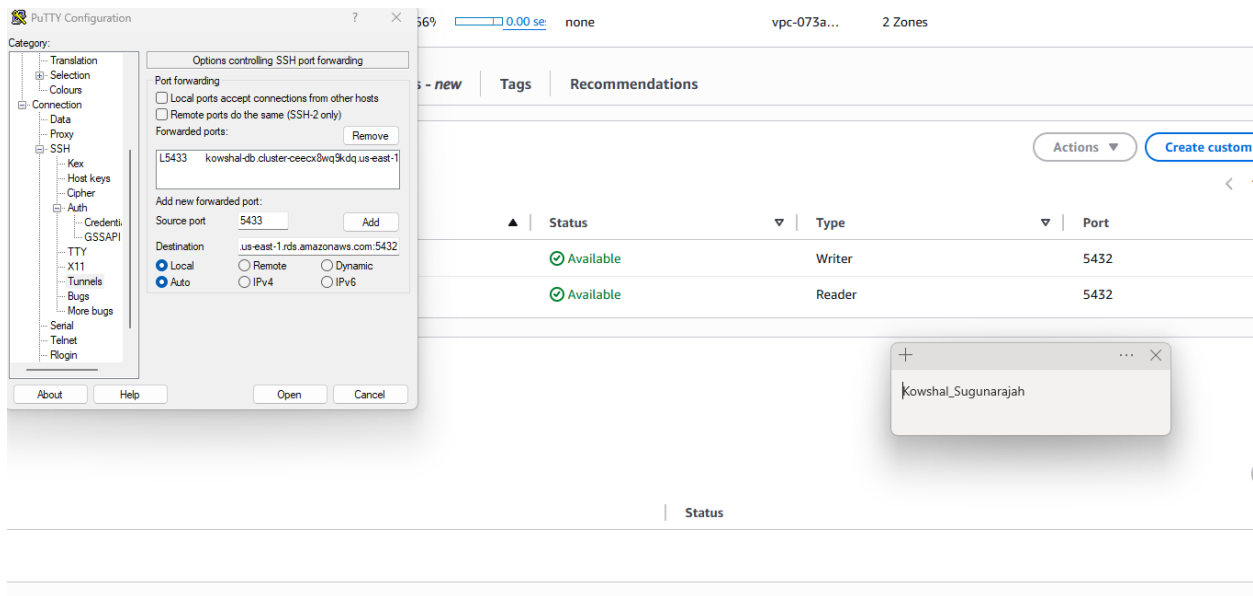 PuTTY Configuration
?
Category:
Translation
Selection
Colours
Connection
Data
Proxy
SSH
Kex
Host keys
Cipher
Auth
GSSAPI
TTY
X11
Tunnels
Bugs
More bugs
Serial
Telnet
Rlogin
Options controlling SSH port forwarding
Port forwarding
Local ports accept connections from other hosts
Remote ports do the same (SSH-2 only)
Forwarded ports:
Remove
L5433 kowshal-db.cluster-ceecx8wq9kdq.us-east-1
Add new forwarded port:
Source port 5433 Add
Destination .us-east-1.rds.amazonaws.com:5432
Local Remote Dynamic
Auto IPv4 IPv6
About Help Open Cancel
0.00 se none vpc-073a... 2 Zones
- new Tags Recommendations
Actions Create custom
Status Type Port
Available Writer 5432
Available Reader 5432
Kowshal_Sugunarajah
Status